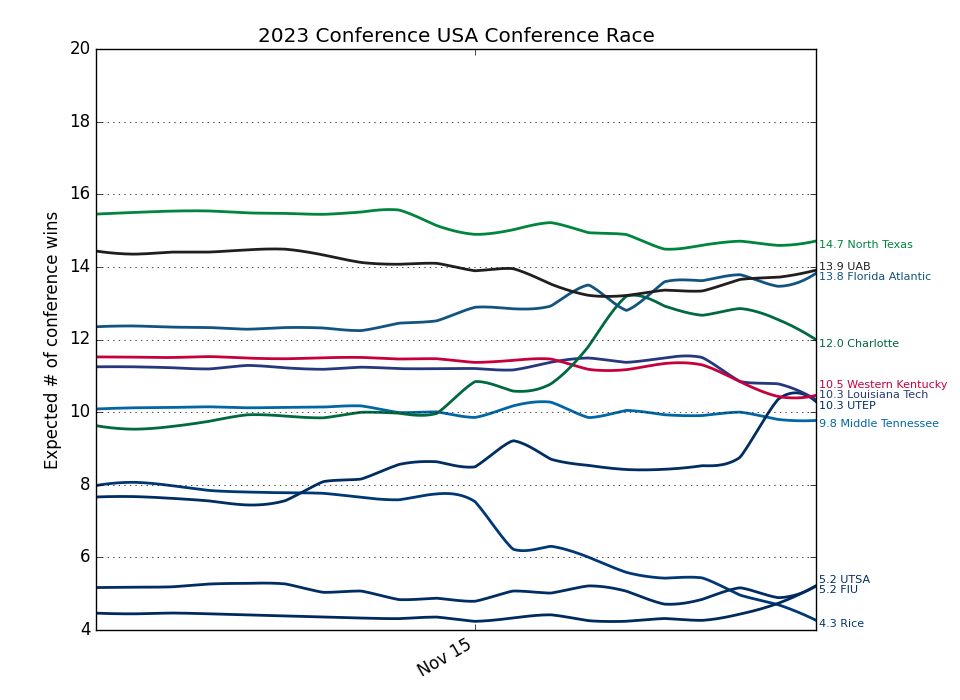 2023 Conference USA Conference Race
20
18
16
14
12
10
8
6
4
Expected # of conference wins
Nov 15
14.7 North Texas
13.9 UAB
13.8 Florida Atlantic
12.0 Charlotte
10.5 Western Kentucky
10.3 Louisiana Tech
10.3 UTEP
9.8 Middle Tennessee
5.2 UTSA
5.2 FIU
4.3 Rice